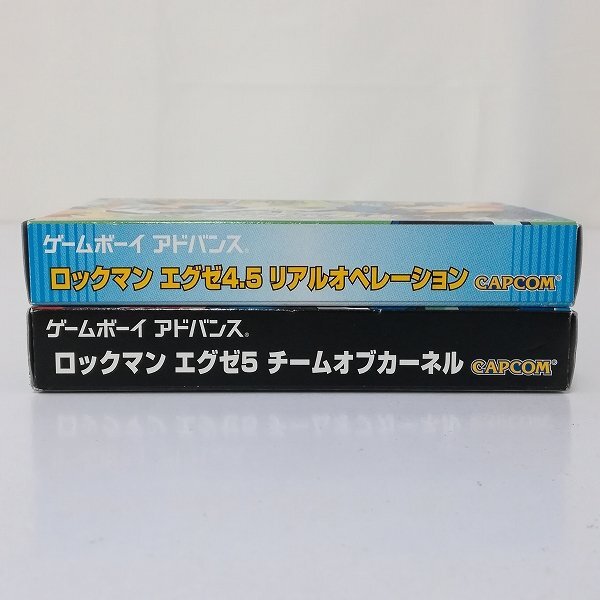 ゲームボーイ アドバンス®
ロックマン エグゼ4.5 リアルオペレーション CAPCOM®
ゲームボーイ アドバンス®
ロックマン エグゼ5 チームオブカーネル CAPCOM®